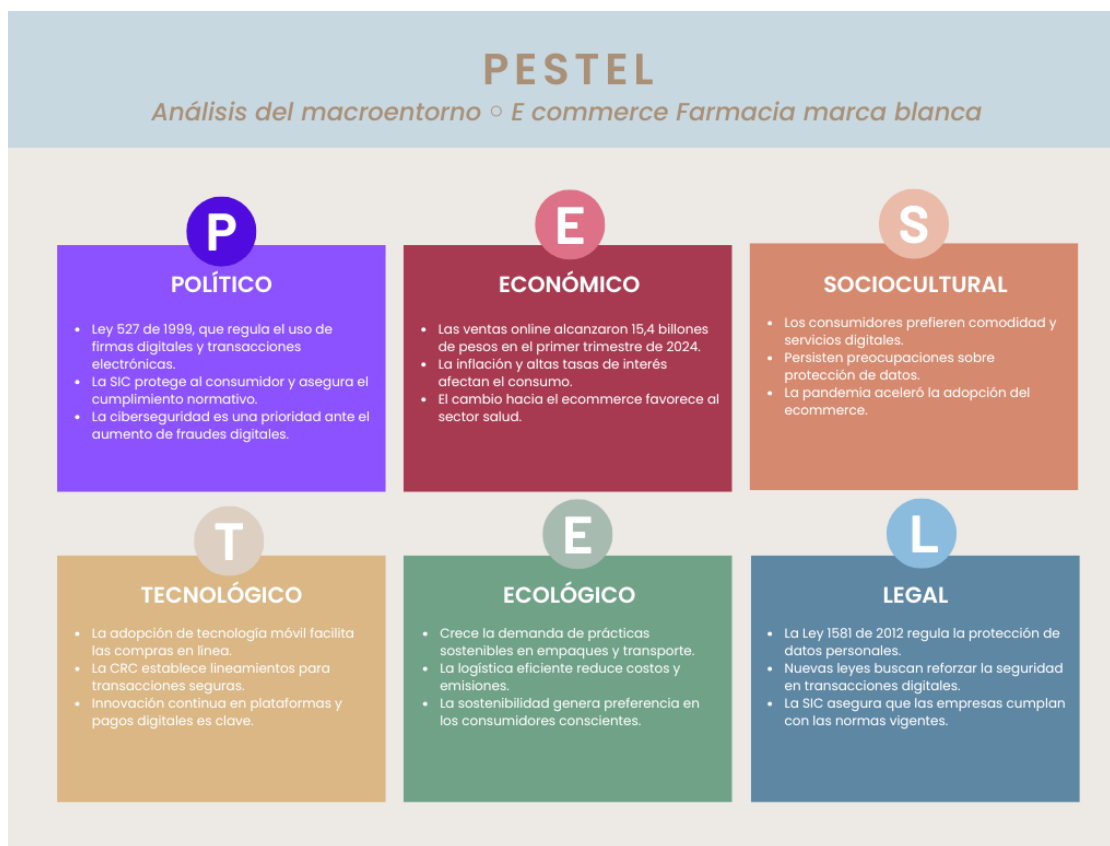 PESTEL
Análisis del macroentorno ○ E commerce Farmacia marca blanca
P
POLÍTICO
• Ley 527 de 1999, que regula el uso de
firmas digitales y transacciones
electrónicas.
• La SIC protege al consumidor y asegura el
cumplimiento normativo.
• La ciberseguridad es una prioridad ante el
aumento de fraudes digitales.
E
ECONÓMICO
• Las ventas online alcanzaron 15,4 billones
de pesos en el primer trimestre de 2024.
• La inflación y altas tasas de interés
afectan el consumo.
• El cambio hacia el ecommerce favorece al
sector salud.
S
SOCIOCULTURAL
• Los consumidores prefieren comodidad y
servicios digitales.
• Persisten preocupaciones sobre
protección de datos.
• La pandemia aceleró la adopción del
ecommerce.
T
TECNOLÓGICO
• La adopción de tecnología móvil facilita
las compras en línea.
• La CRC establece lineamientos para
transacciones seguras.
• Innovación continua en plataformas y
pagos digitales es clave.
E
ECOLÓGICO
• Crece la demanda de prácticas
sostenibles en empaques y transporte.
• La logística eficiente reduce costos y
emisiones.
• La sostenibilidad genera preferencia en
los consumidores conscientes.
L
LEGAL
• La Ley 1581 de 2012 regula la protección de
datos personales.
• Nuevas leyes buscan reforzar la seguridad
en transacciones digitales.
• La SIC asegura que las empresas cumplan
con las normas vigentes.